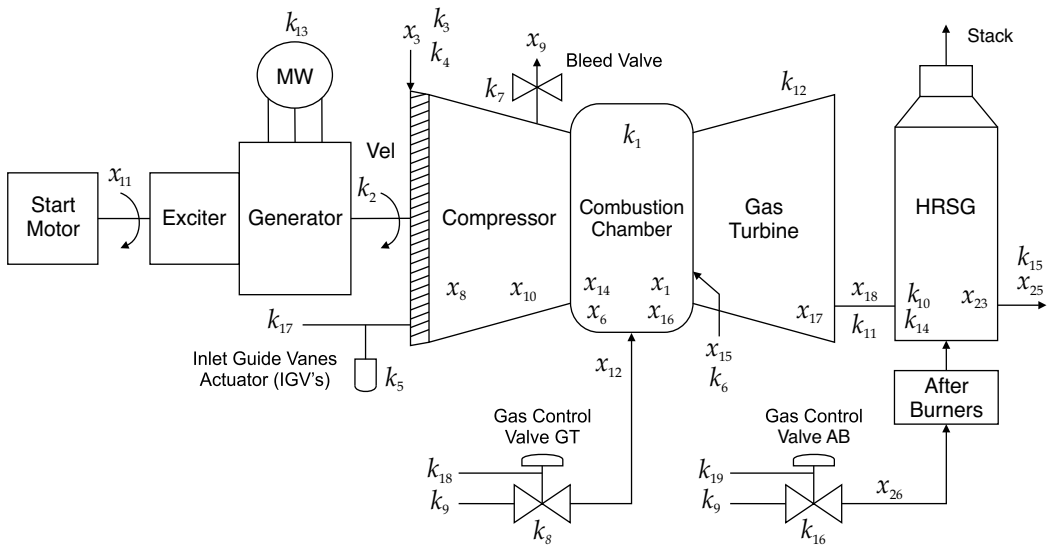 k13
MW
x3
k3
k4
x9
Bleed Valve
k7
k12
Stack
k1
Vel
x11
k2
Start
Motor
Exciter
Generator
Compressor
Combustion
Chamber
Gas
Turbine
HRSG
k15
x25
x8
x10
x14
x1
x6
x16
x17
x18
k11
k10
x23
k14
k17
Inlet Guide Vanes
Actuator (IGV's)
k5
x12
x15
k6
After
Burners
Gas Control
Valve GT
Gas Control
Valve AB
k18
k9
k8
k19
k9
k16
x26